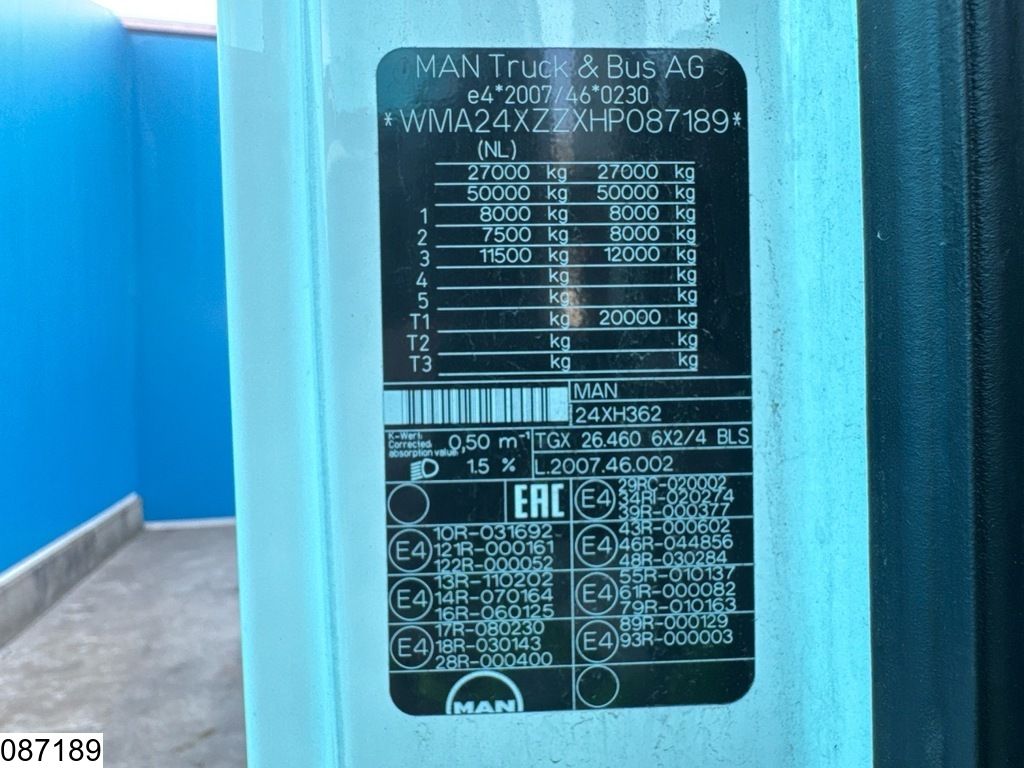 MAN Truck & Bus AG
e4*2007/46*0230
*WMA24XZZXHP087189*
(NL)
27000 kg 27000 kg
50000 kg 50000 kg
1 8000 kg 8000 kg
2 7500 kg 8000 kg
3 11500 kg 12000 kg
4 kg kg
5 kg kg
T1 kg 20000 kg
T2 kg kg
T3 kg kg
MAN
24XH362
K-Wert
Corrected
absorption value: 0,50 m⁻¹
TGX 26.460 6X2/4 BLS
1.5 %
L.2007.46.002
EAC
E4
29RC-020002
34RI-020274
39R-000377
E4
10R-031692
121R-000161
122R-000052
E4
43R-000602
46R-044856
48R-030284
E4
13R-110202
14R-070164
16R-060125
E4
55R-010137
61R-000082
79R-010163
E4
17R-080230
18R-030143
28R-000400
E4
89R-000129
93R-000003
MAN
087189